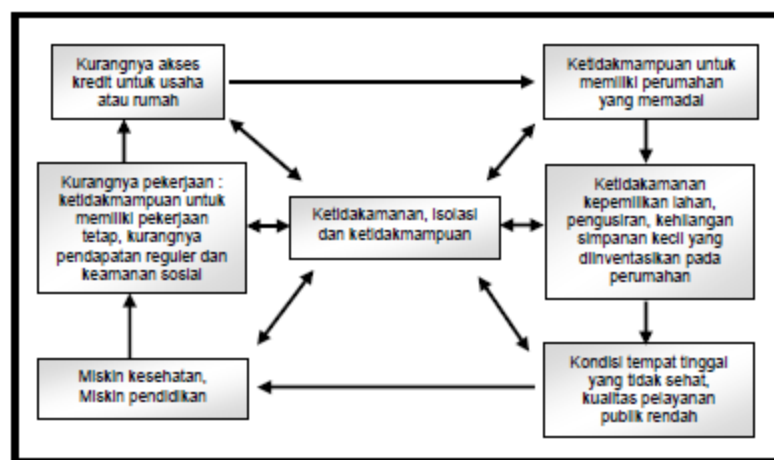 Kurangnya akses
kredit untuk usaha
atau rumah
Ketidakmampuan untuk
memiliki perumahan
yang memadai
Kurangnya pekerjaan :
ketidakmampuan untuk
memiliki pekerjaan
tetap, kurangnya
pendapatan reguler dan
keamanan sosial
Ketidakamanan, isolasi
dan ketidakmampuan
Ketidakamanan
kepemilikan lahan,
pengusiran, kehilangan
simpanan kecil yang
diinventasikan pada
perumahan
Miskin kesehatan,
Miskin pendidikan
Kondisi tempat tinggal
yang tidak sehat,
kualitas pelayanan
publik rendah